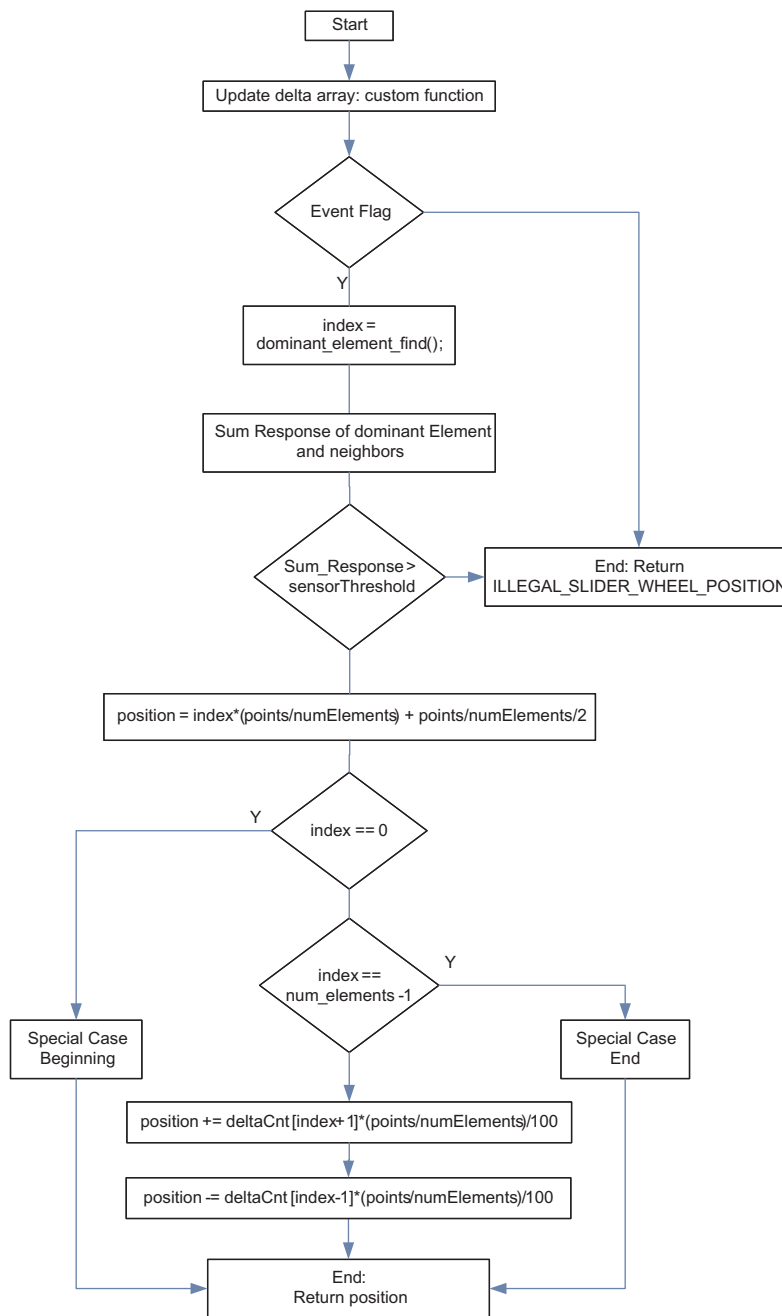 Start
Update delta array: custom function
Event Flag
Y
index =
dominant_element_find();
Sum Response of dominant Element
and neighbors
Sum_Response >
sensorThreshold
End: Return
ILLEGAL_SLIDER_WHEEL_POSITION
position = index*(points/numElements) + points/numElements/2
Y
index == 0
index ==
num_elements -1
Y
Special Case
Beginning
Special Case
End
position += deltaCnt [index+1]*(points/numElements)/100
position -= deltaCnt [index-1]*(points/numElements)/100
End:
Return position